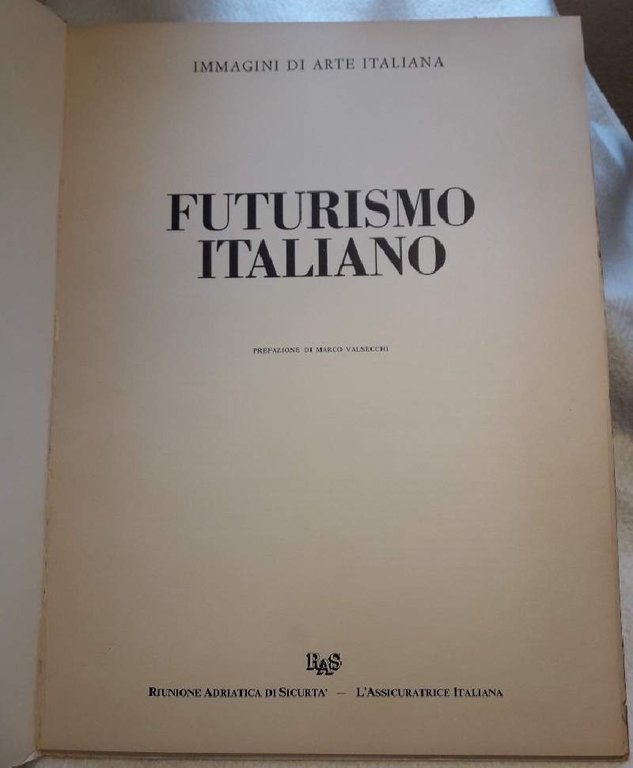 IMMAGINI DI ARTE ITALIANA
FUTURISMO
ITALIANO
PREFAZIONE DI MARCO VALSECCHI
RAS
RIUNIONE ADRIATICA DI SICURTA' — L'ASSICURATRICE ITALIANA